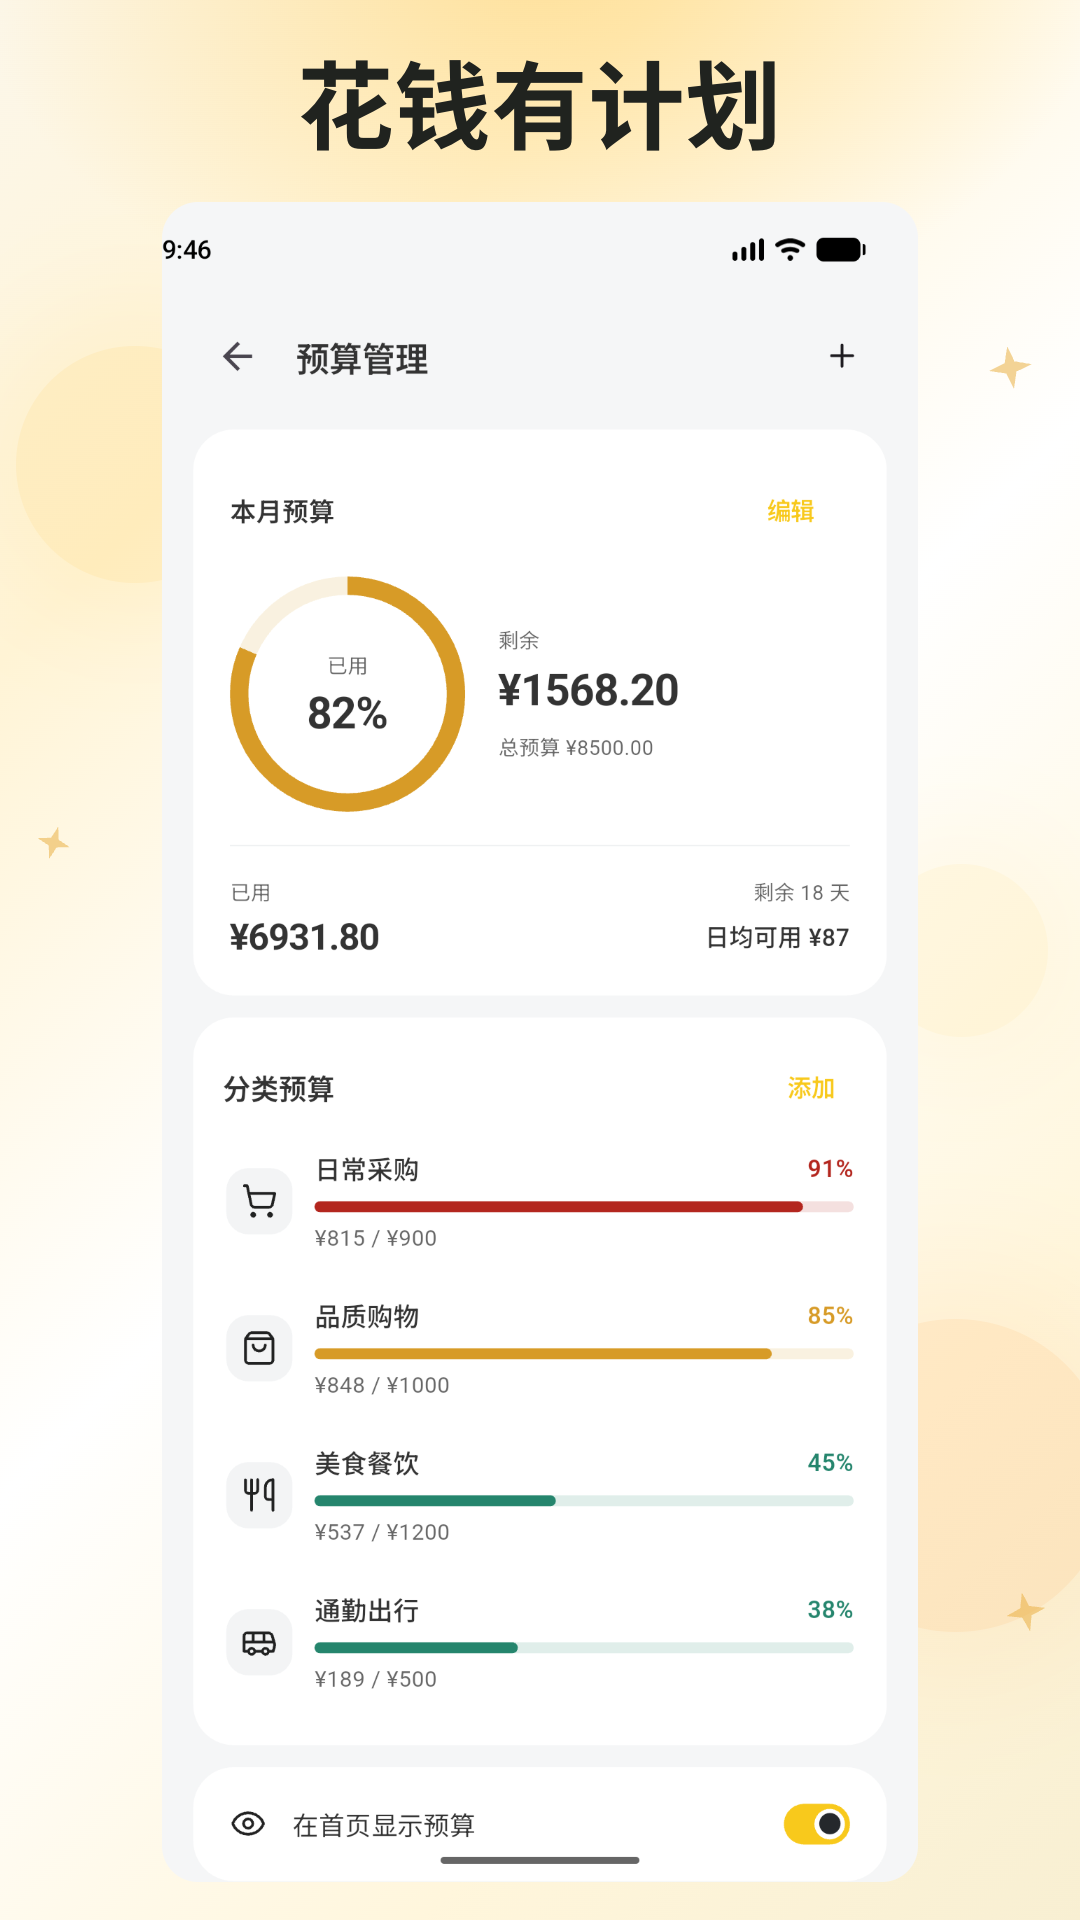 花钱有计划
9:46
预算管理
本月预算
编辑
已用
82%
剩余
¥1568.20
总预算 ¥8500.00
已用
剩余 18 天
¥6931.80
日均可用 ¥87
分类预算
添加
日常采购
91%
¥815 / ¥900
品质购物
85%
¥848 / ¥1000
美食餐饮
45%
¥537 / ¥1200
通勤出行
38%
¥189 / ¥500
在首页显示预算